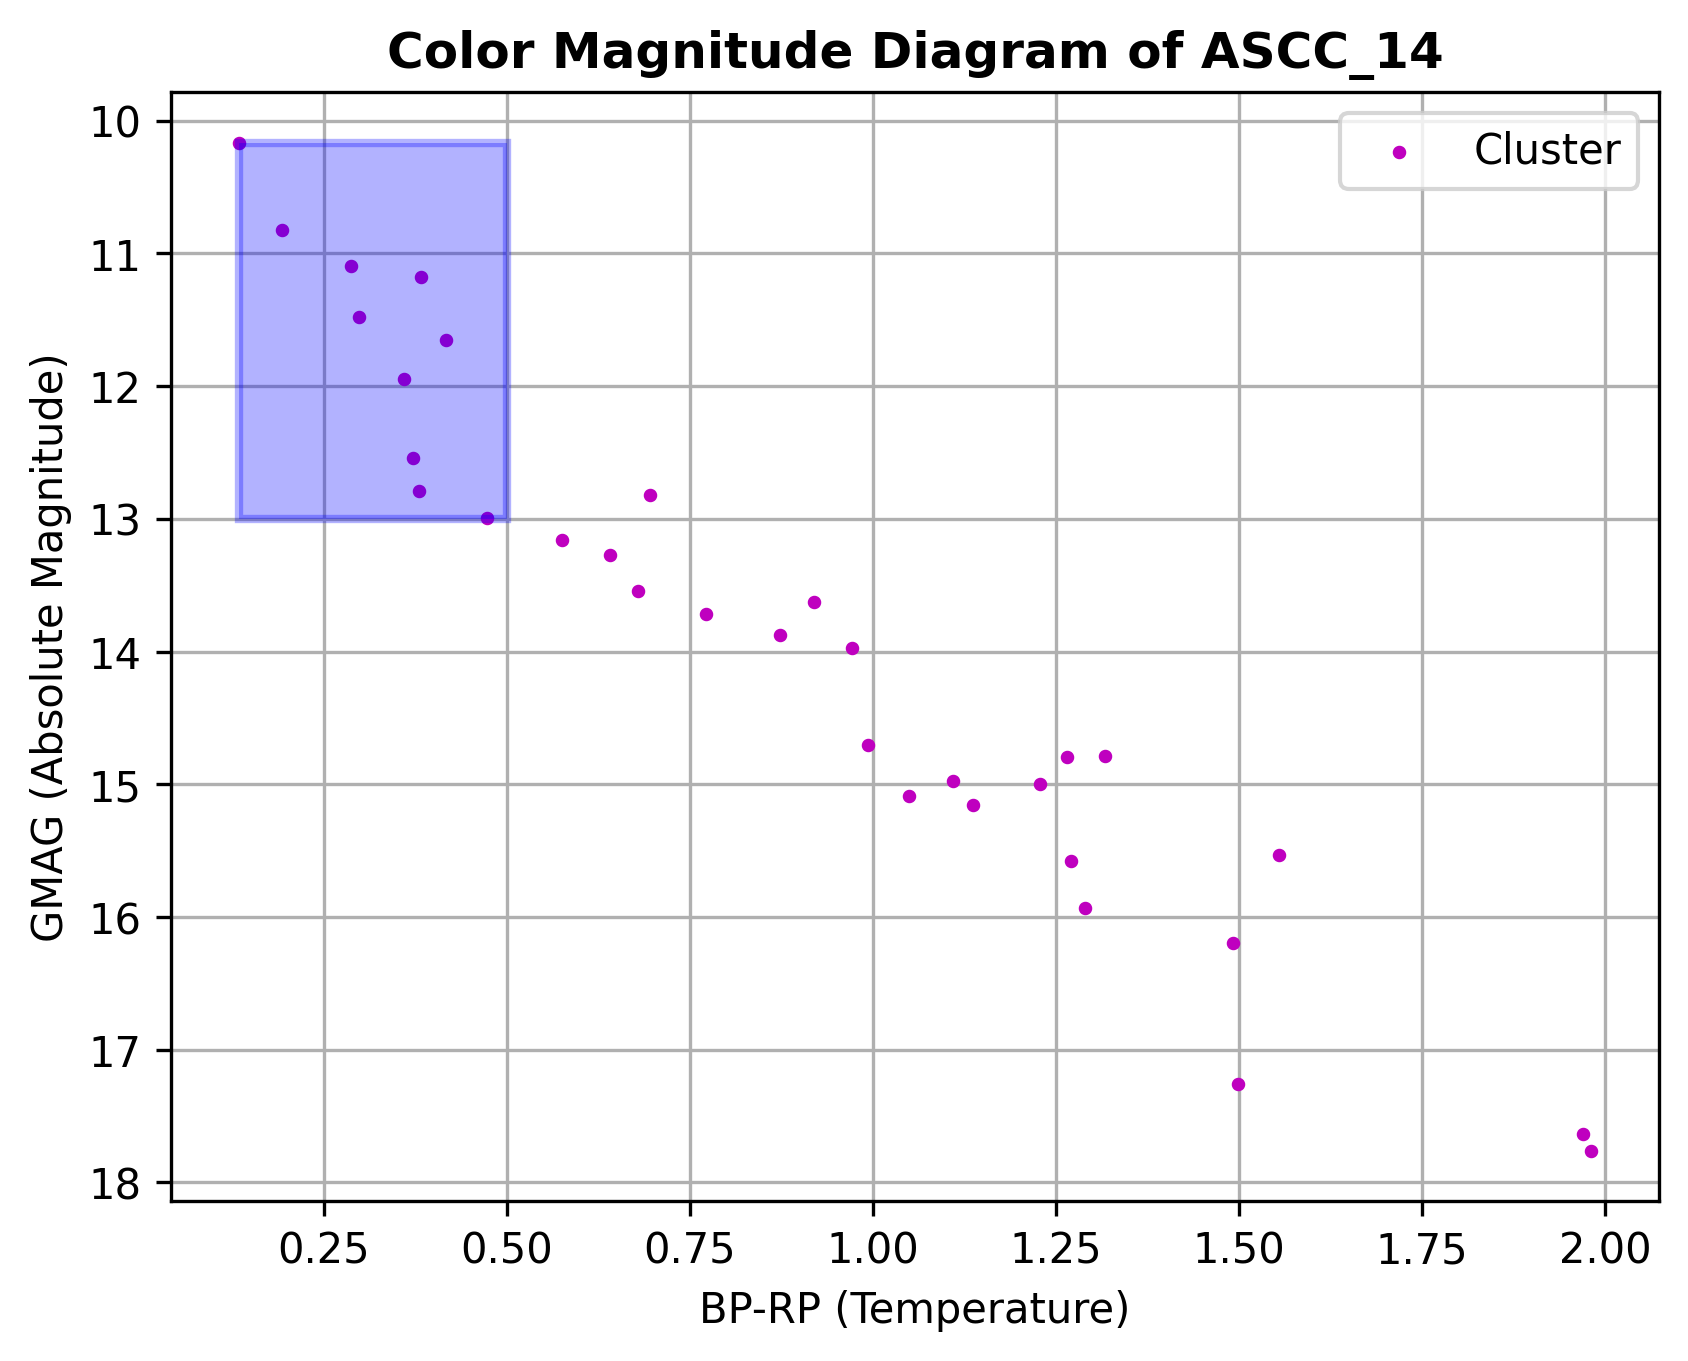 Color Magnitude Diagram of ASCC_14
Cluster
10
11
12
13
14
15
16
17
18
GMAG (Absolute Magnitude)
0.25 0.50 0.75 1.00 1.25 1.50 1.75 2.00
BP-RP (Temperature)